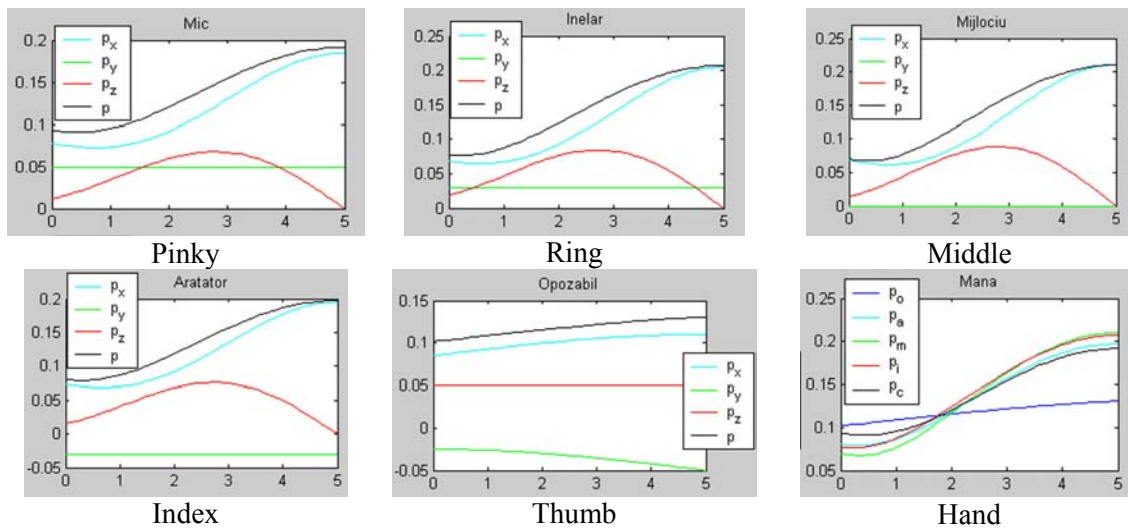 Mic
p_x
p_y
p_z
p
0.2
0.15
0.1
0.05
0
0 1 2 3 4 5
Pinky
Inelar
p_x
p_y
p_z
p
0.25
0.2
0.15
0.1
0.05
0
0 1 2 3 4 5
Ring
Mijlociu
p_x
p_y
p_z
p
0.25
0.2
0.15
0.1
0.05
0
0 1 2 3 4 5
Middle
Aratator
p_x
p_y
p_z
p
0.2
0.15
0.1
0.05
0
-0.05
0 1 2 3 4 5
Index
Opozabil
0.15
0.1
0.05
0
-0.05
p_x
p_y
p_z
p
0 1 2 3 4 5
Thumb
Mana
p_o
p_a
p_m
p_i
p_c
0.25
0.2
0.15
0.1
0.05
0 1 2 3 4 5
Hand